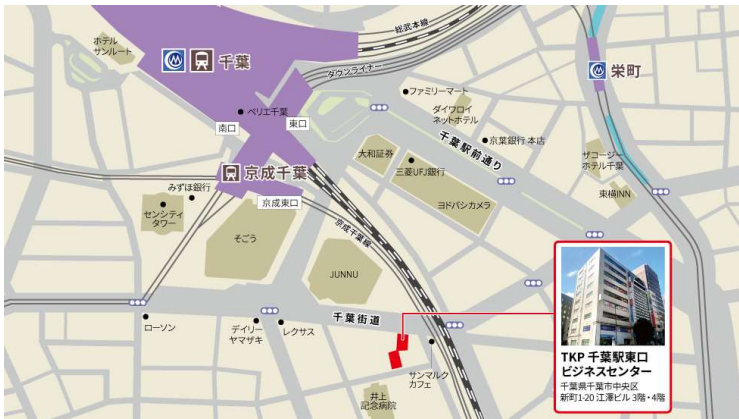 総武本線
ホテル
サンルート
千葉
タウンライナー
栄町
ファミリーマート
ペリエ千葉
ダイワロイ
ネットホテル
東口
南口
千葉駅前通り
京葉銀行 本店
大和証券
三菱UFJ銀行
ザコージー
ホテル千葉
京成千葉
みずほ銀行
東横INN
京成東口
ヨドバシカメラ
センシティ
タワー
そごう
京成千葉線
JUNNU
千葉街道
ローソン
デイリー
ヤマザキ
レクサス
サンマルク
カフェ
井上
記念病院
TKP 千葉駅東口
ビジネスセンター
千葉県千葉市中央区
新町1-20 江澤ビル 3階・4階